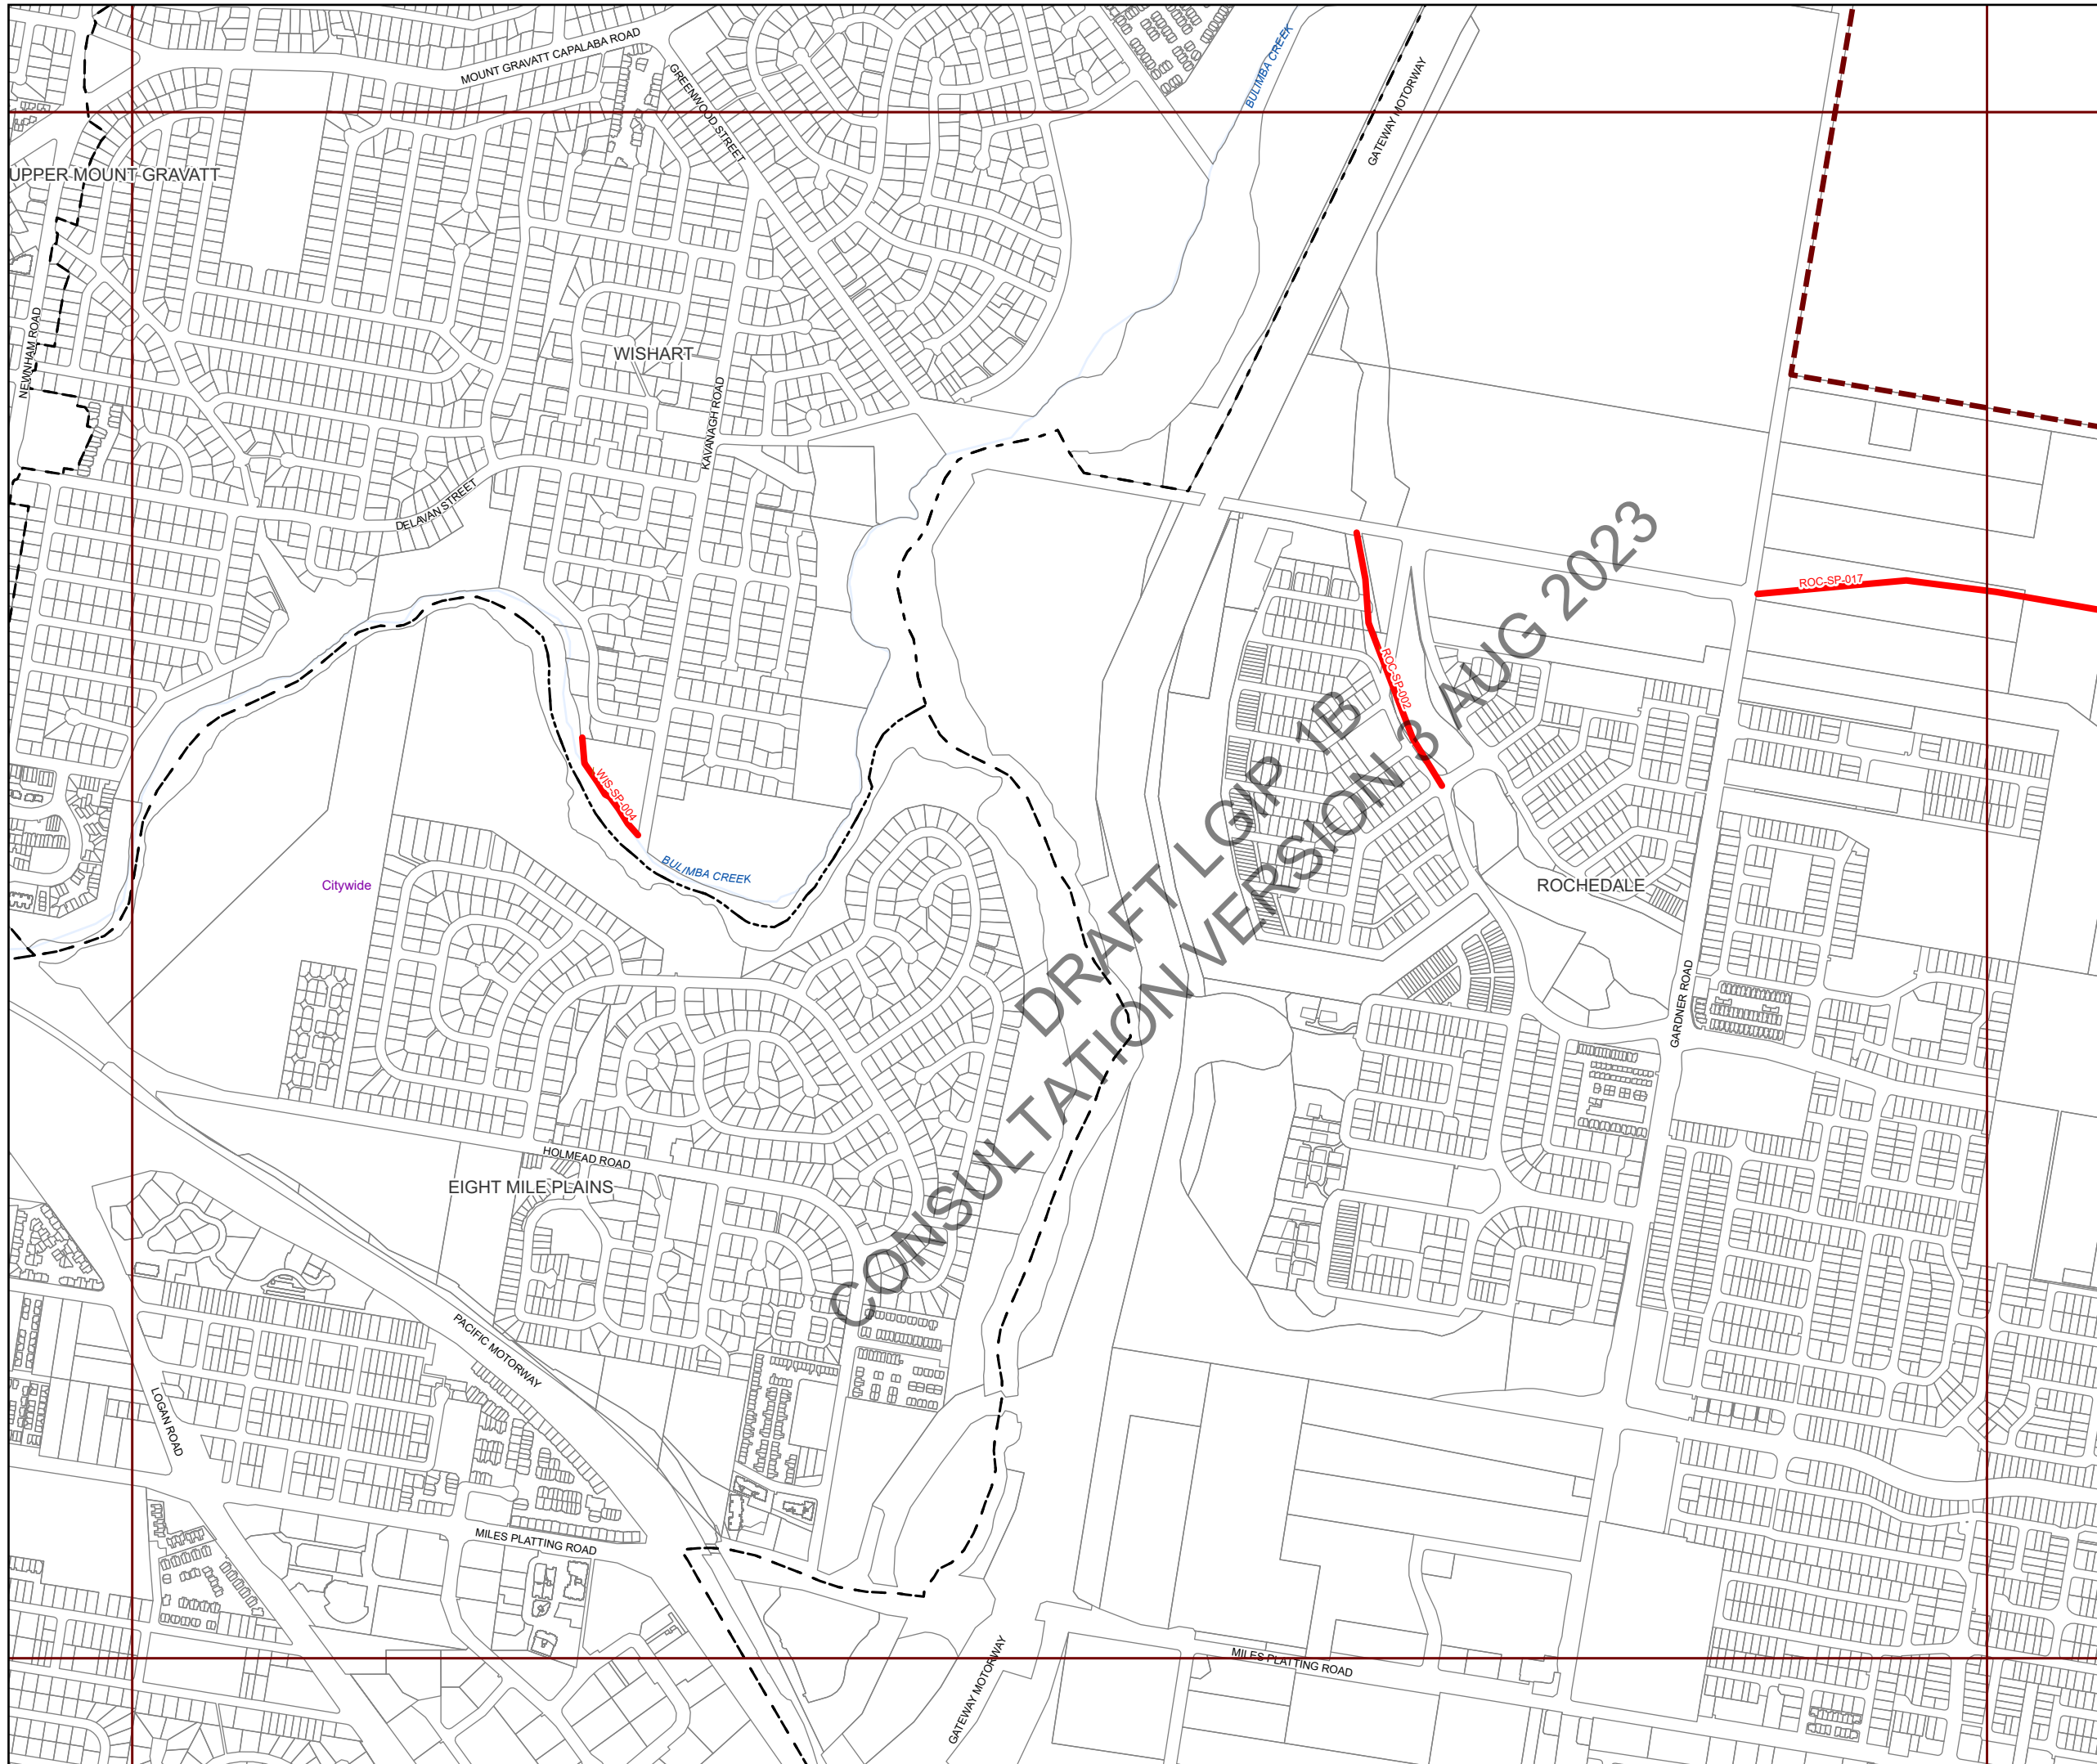 MOUNT GRAVATT CAPALABA ROAD
GREENWOOD STREET
BULIMBA CREEK
GATEWAY MOTORWAY
UPPER MOUNT GRAVATT
NEWNHAM ROAD
WISHART
KAVANAGH ROAD
DELAVAN STREET
ROC-SP-017
ROC-SP-002
WIS-SP-004
BULIMBA CREEK
Citywide
ROCHEDALE
DRAFT LGIP 1B
CONSULTATION VERSION 3 AUG 2023
GARDNER ROAD
HOLMEAD ROAD
EIGHT MILE PLAINS
PACIFIC MOTORWAY
LOGAN ROAD
MILES PLATTING ROAD
MILES PLATTING ROAD
GATEWAY MOTORWAY